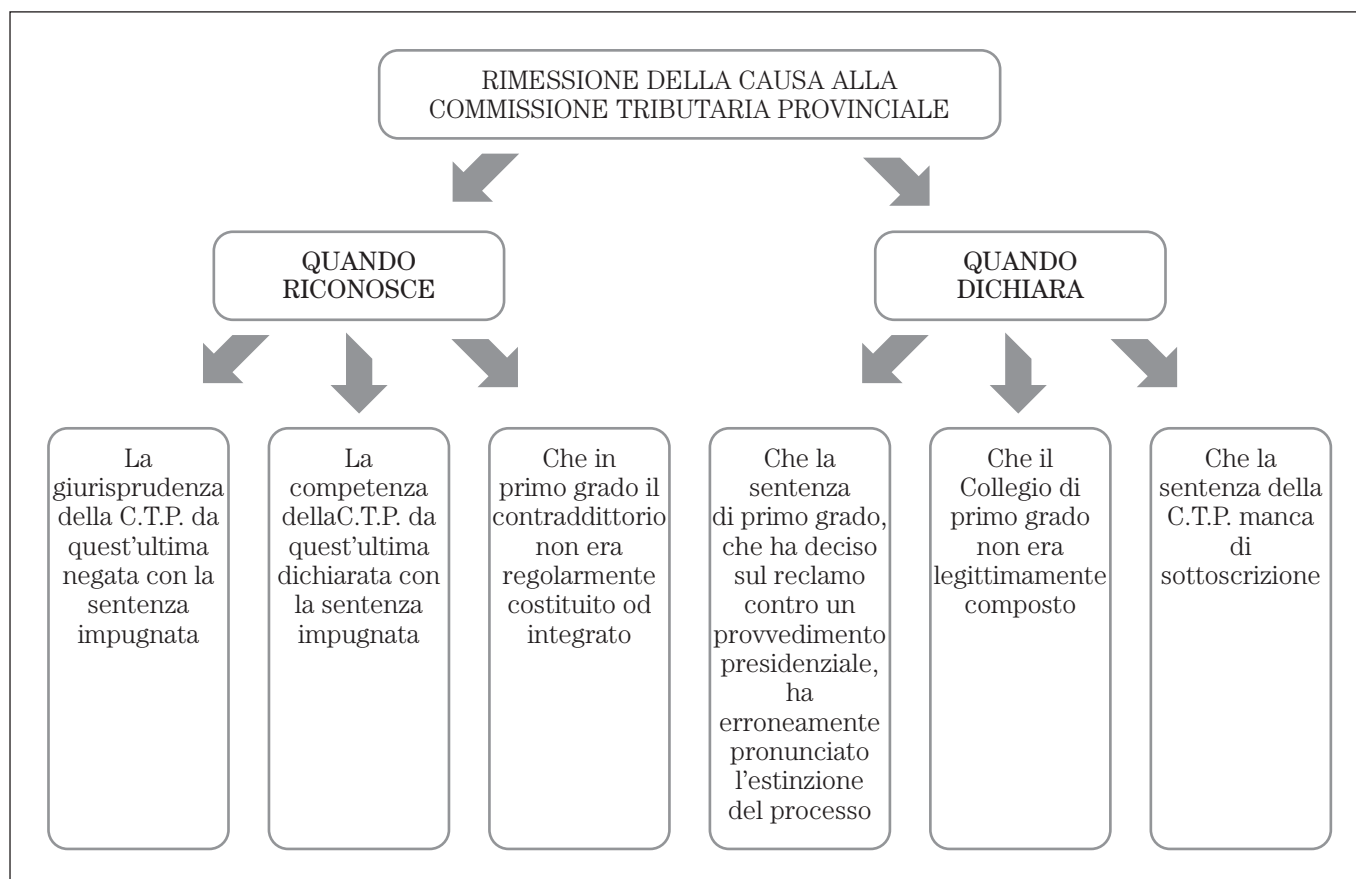 RIMESSIONE DELLA CAUSA ALLA
COMMISSIONE TRIBUTARIA PROVINCIALE
QUANDO
RICONOSCE
QUANDO
DICHIARA
La
giurisprudenza
della C.T.P. da
quest'ultima
negata con la
sentenza
impugnata
La
competenza
dellaC.T.P. da
quest'ultima
dichiarata con
la sentenza
impugnata
Che in
primo grado il
contraddittorio
non era
regolarmente
costituito od
integrato
Che la
sentenza
di primo grado,
che ha deciso
sul reclamo
contro un
provvedimento
presidenziale,
ha
erroneamente
pronunciato
l'estinzione
del processo
Che il
Collegio di
primo grado
non era
legittimamente
composto
Che la
sentenza della
C.T.P. manca
di
sottoscrizione